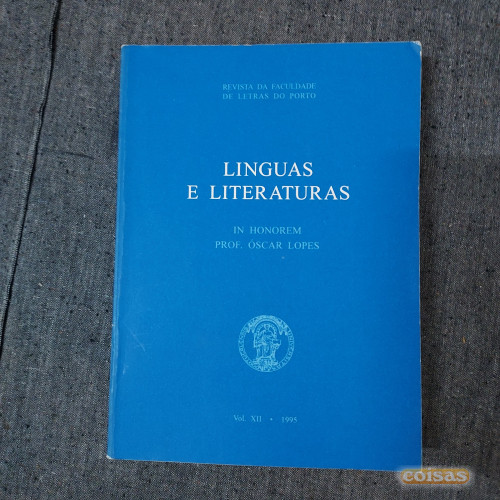 REVISTA DA FACULDADE
DE LETRAS DO PORTO
LINGUAS
E LITERATURAS
IN HONOREM
PROF. ÓSCAR LOPES
Vol. XII • 1995
coisas